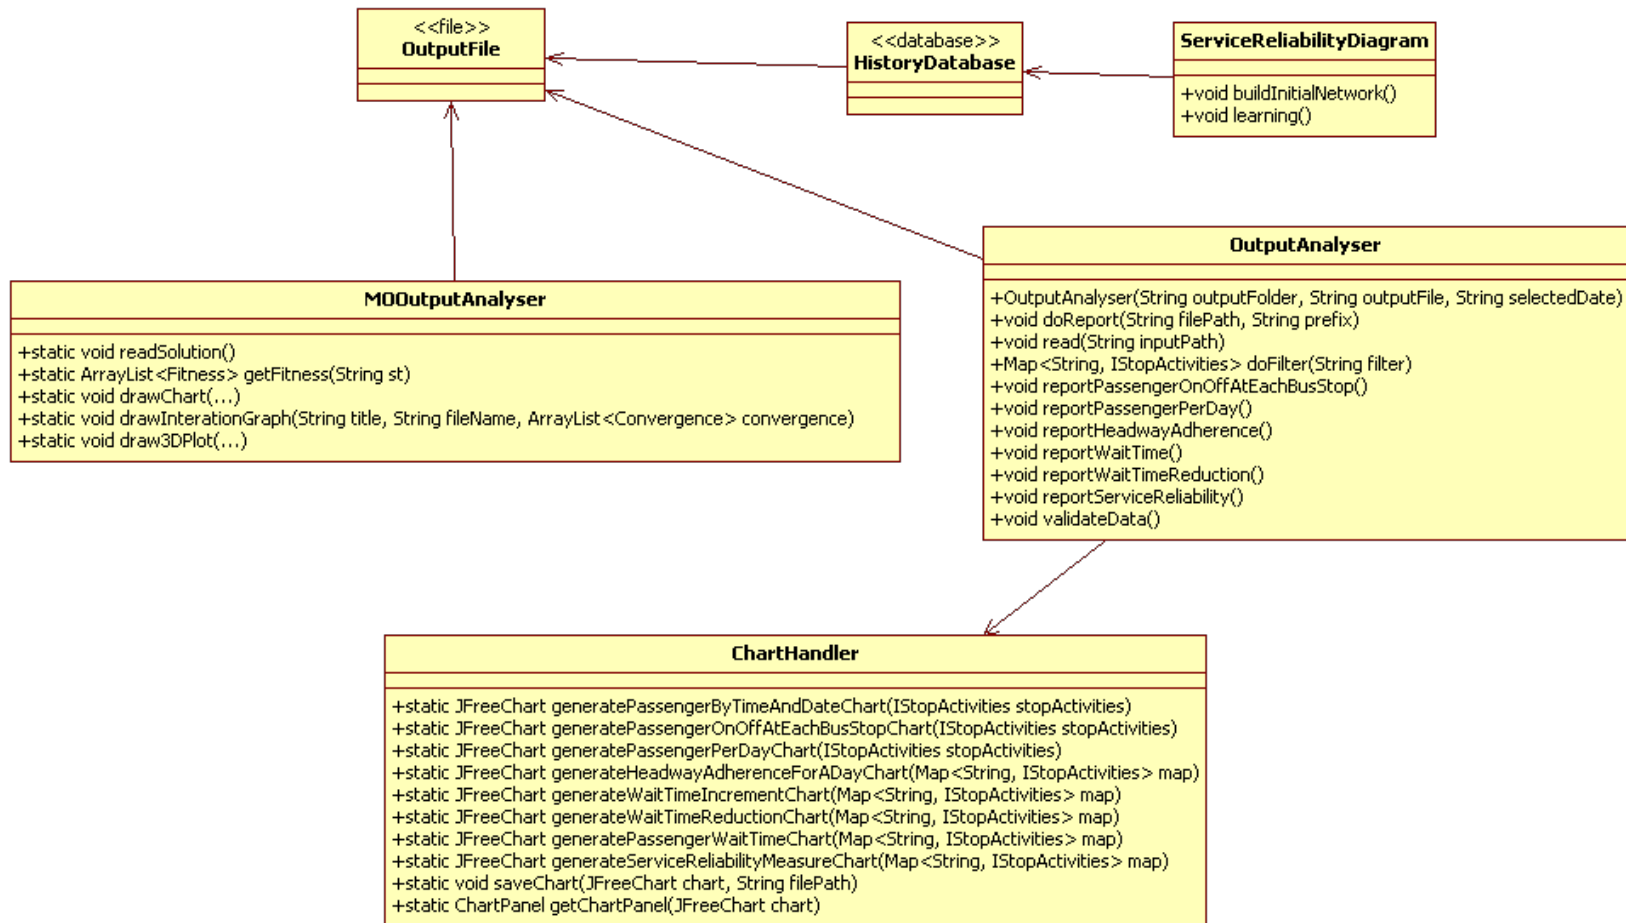 <<file>>
OutputFile
<<database>>
HistoryDatabase
ServiceReliabilityDiagram
+void buildInitialNetwork()
+void learning()
MOOutputAnalyser
+static void readSolution()
+static ArrayList<Fitness> getFitness(String st)
+static void drawChart(...)
+static void drawInterationGraph(String title, String fileName, ArrayList<Convergence> convergence)
+static void draw3DPlot(...)
OutputAnalyser
+OutputAnalyser(String outputFolder, String outputFile, String selectedDate)
+void doReport(String filePath, String prefix)
+void read(String inputPath)
+Map<String, IStopActivities> doFilter(String filter)
+void reportPassengerOnOffAtEachBusStop()
+void reportPassengerPerDay()
+void reportHeadwayAdherence()
+void reportWaitTime()
+void reportWaitTimeReduction()
+void reportServiceReliability()
+void validateData()
ChartHandler
+static JFreeChart generatePassengerByTimeAndDateChart(IStopActivities stopActivities)
+static JFreeChart generatePassengerOnOffAtEachBusStopChart(IStopActivities stopActivities)
+static JFreeChart generatePassengerPerDayChart(IStopActivities stopActivities)
+static JFreeChart generateHeadwayAdherenceForADayChart(Map<String, IStopActivities> map)
+static JFreeChart generateWaitTimeIncrementChart(Map<String, IStopActivities> map)
+static JFreeChart generateWaitTimeReductionChart(Map<String, IStopActivities> map)
+static JFreeChart generatePassengerWaitTimeChart(Map<String, IStopActivities> map)
+static JFreeChart generateServiceReliabilityMeasureChart(Map<String, IStopActivities> map)
+static void saveChart(JFreeChart chart, String filePath)
+static ChartPanel getChartPanel(JFreeChart chart)